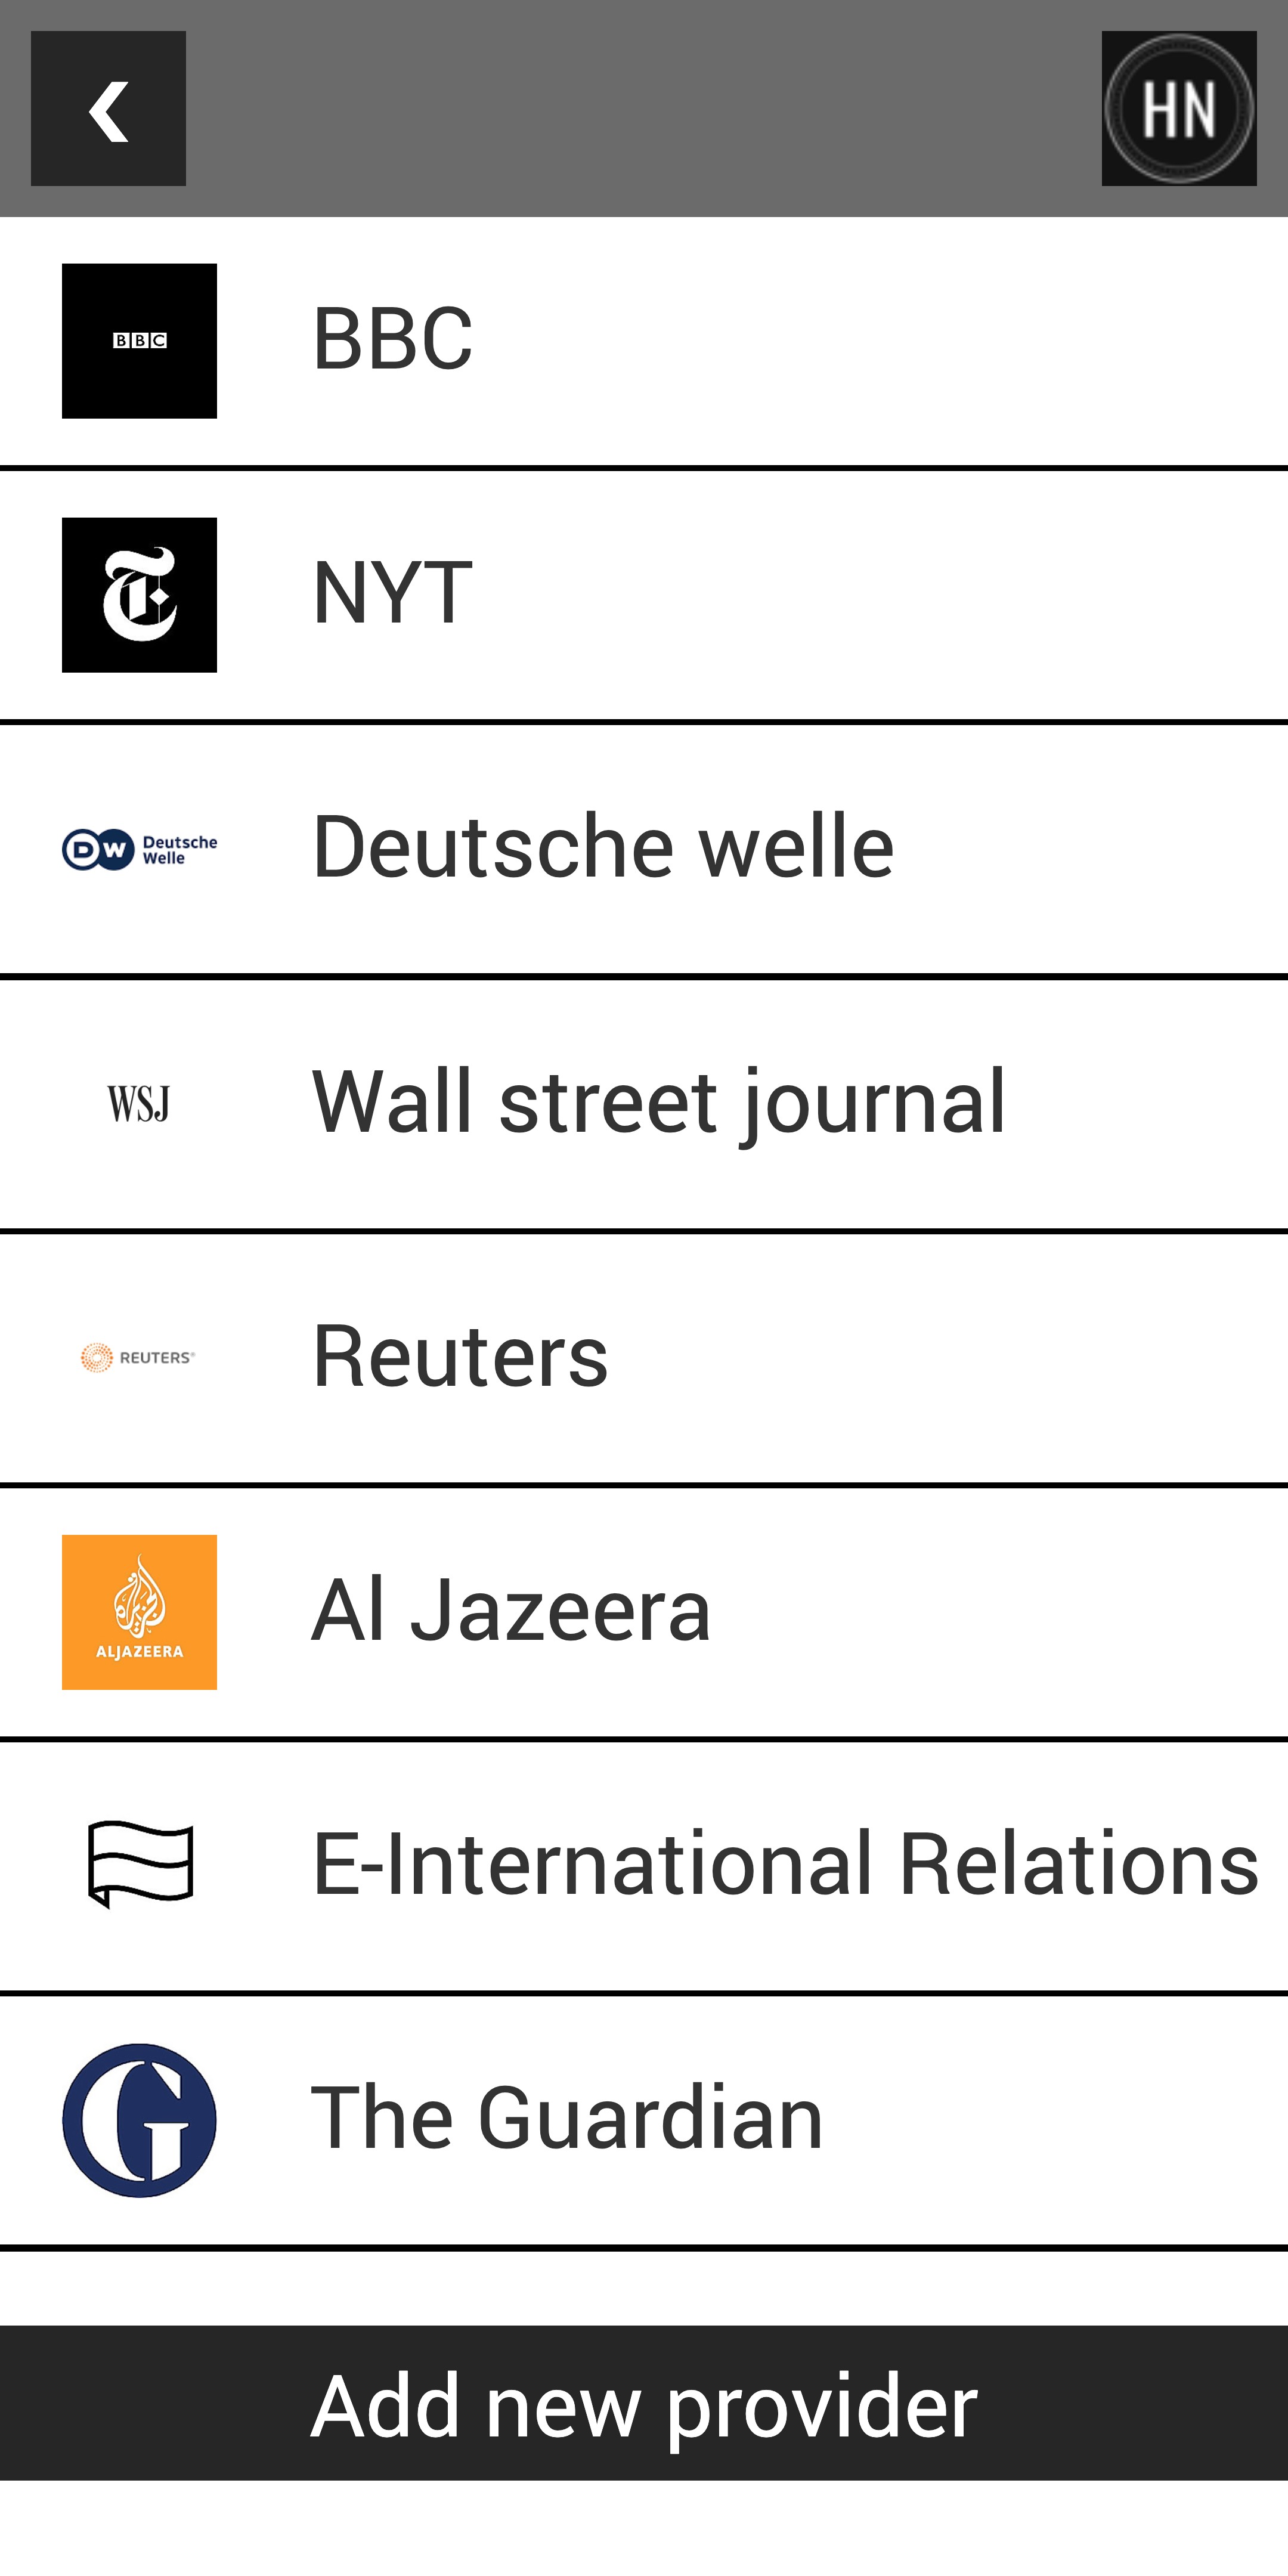 HN
BBC
BBC
NYT
DW Deutsche
Welle
Deutsche welle
WSJ
Wall street journal
REUTERS®
Reuters
الجزيرة
ALJAZEERA
Al Jazeera
E-International Relations
G
The Guardian
Add new provider